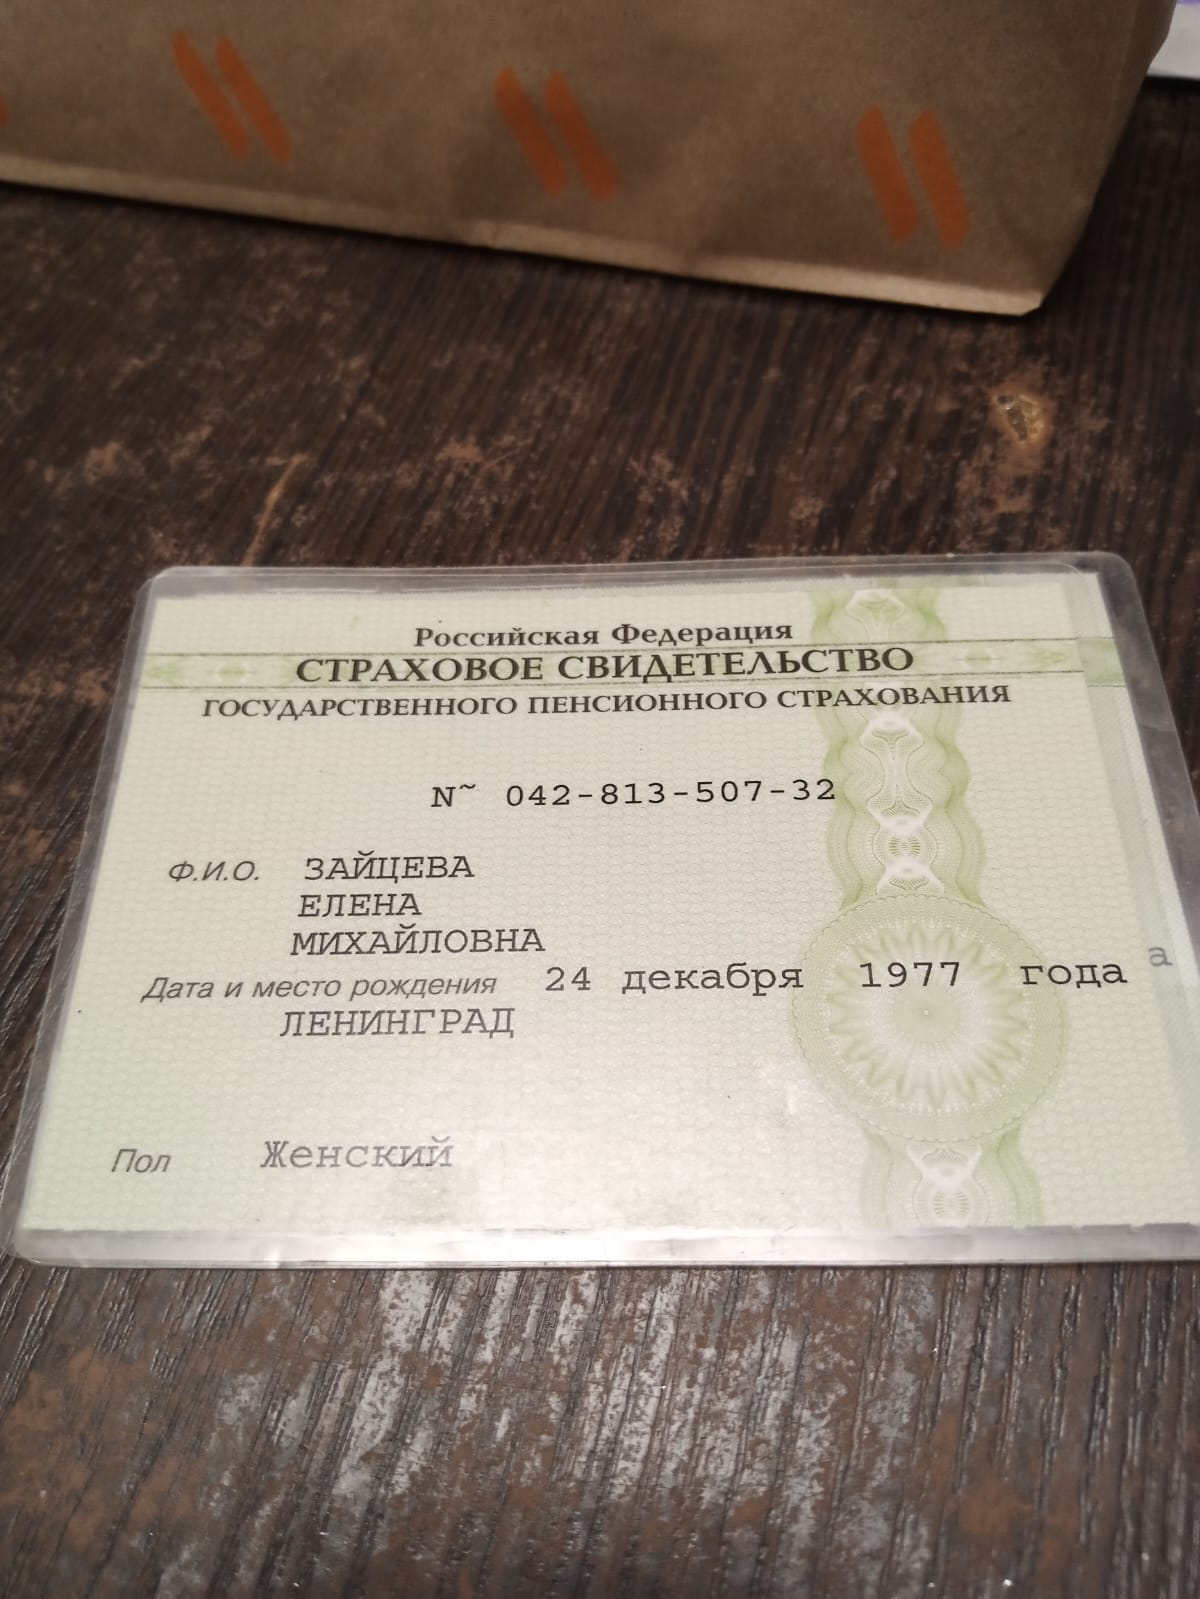 Российская Федерация
СТРАХОВОЕ СВИДЕТЕЛЬСТВО
ГОСУДАРСТВЕННОГО ПЕНСИОННОГО СТРАХОВАНИЯ
N~ 042-813-507-32
Ф.И.О. ЗАЙЦЕВА
ЕЛЕНА
МИХАЙЛОВНА
Дата и место рождения 24 декабря 1977 года а
ЛЕНИНГРАД
Пол Женский